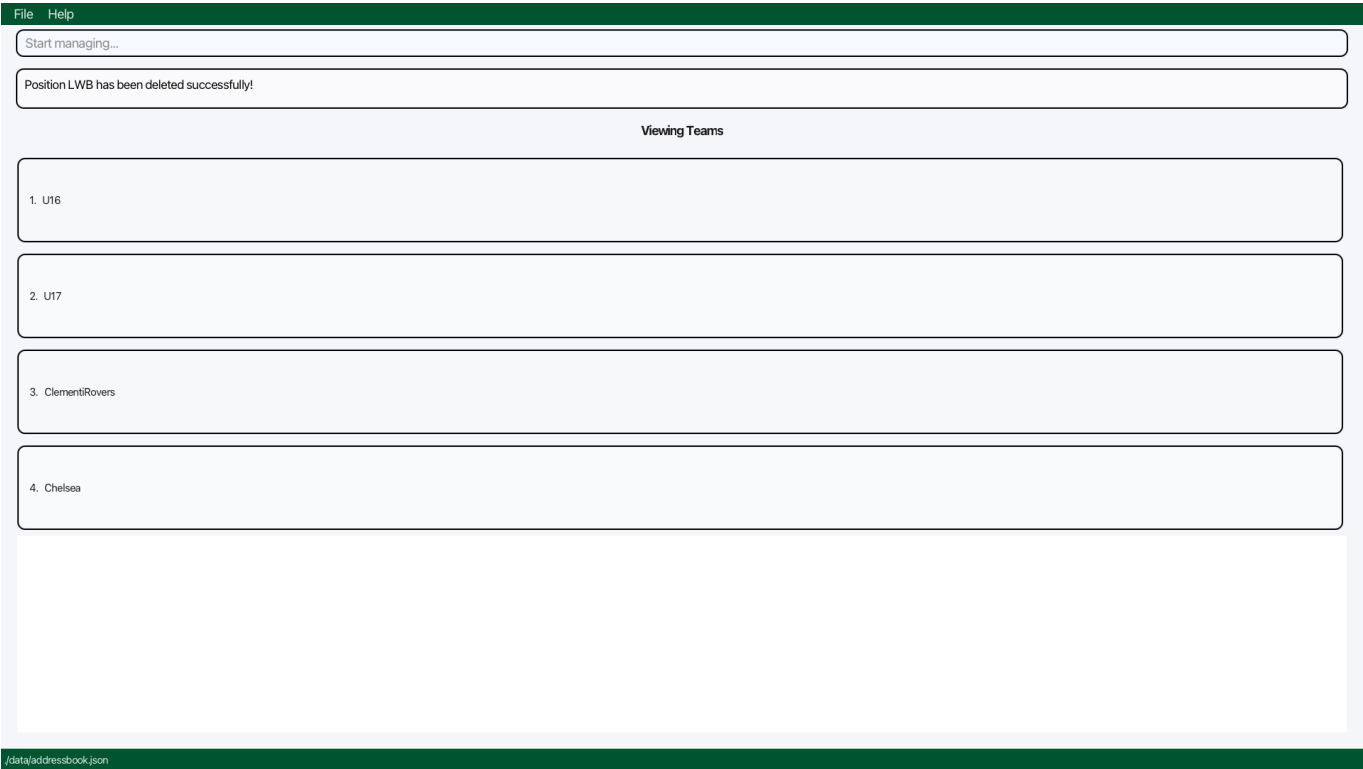 File Help
Start managing...
Position LWB has been deleted successfully!
Viewing Teams
1. U16
2. U17
3. ClementiRovers
4. Chelsea
./data/addressbook.json